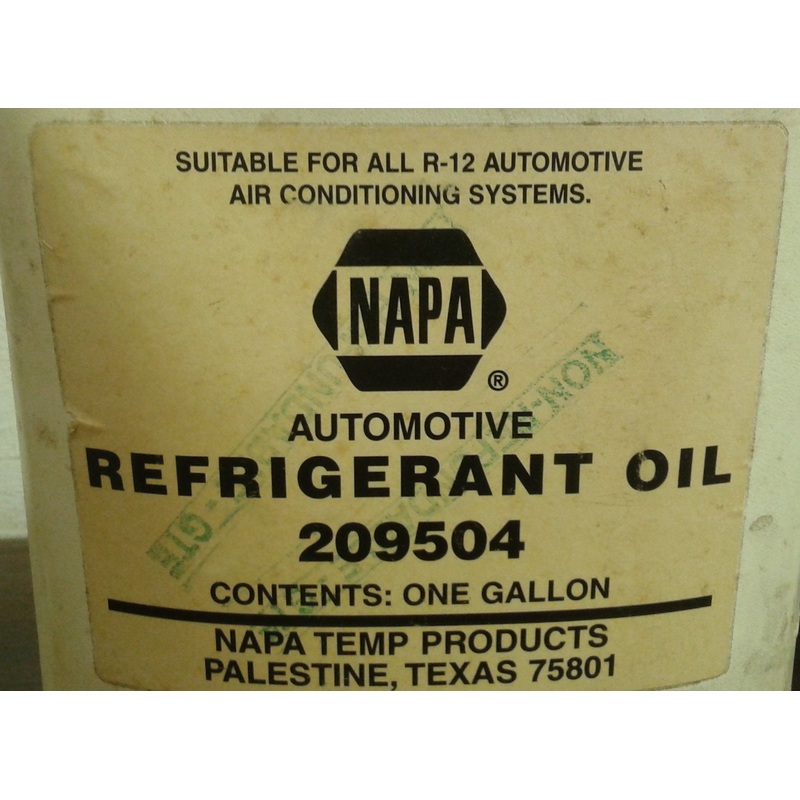 SUITABLE FOR ALL R-12 AUTOMOTIVE
AIR CONDITIONING SYSTEMS.
NAPA
®
AUTOMOTIVE
REFRIGERANT OIL
209504
CONTENTS: ONE GALLON
NAPA TEMP PRODUCTS
PALESTINE, TEXAS 75801